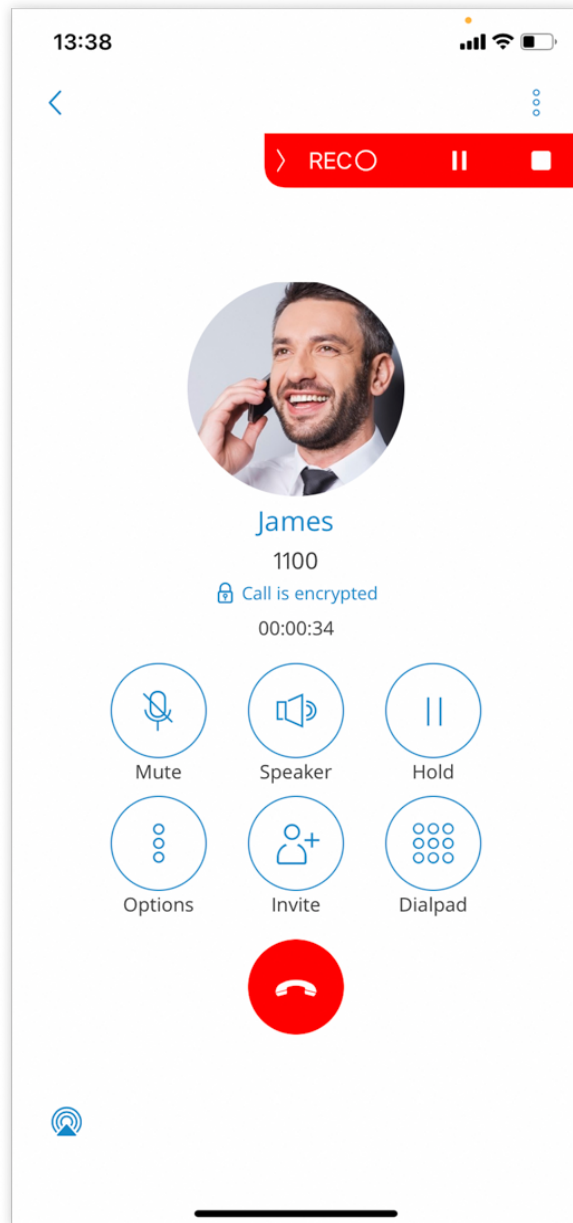 13:38
REC
James
1100
Call is encrypted
00:00:34
Mute Speaker Hold
Options Invite Dialpad